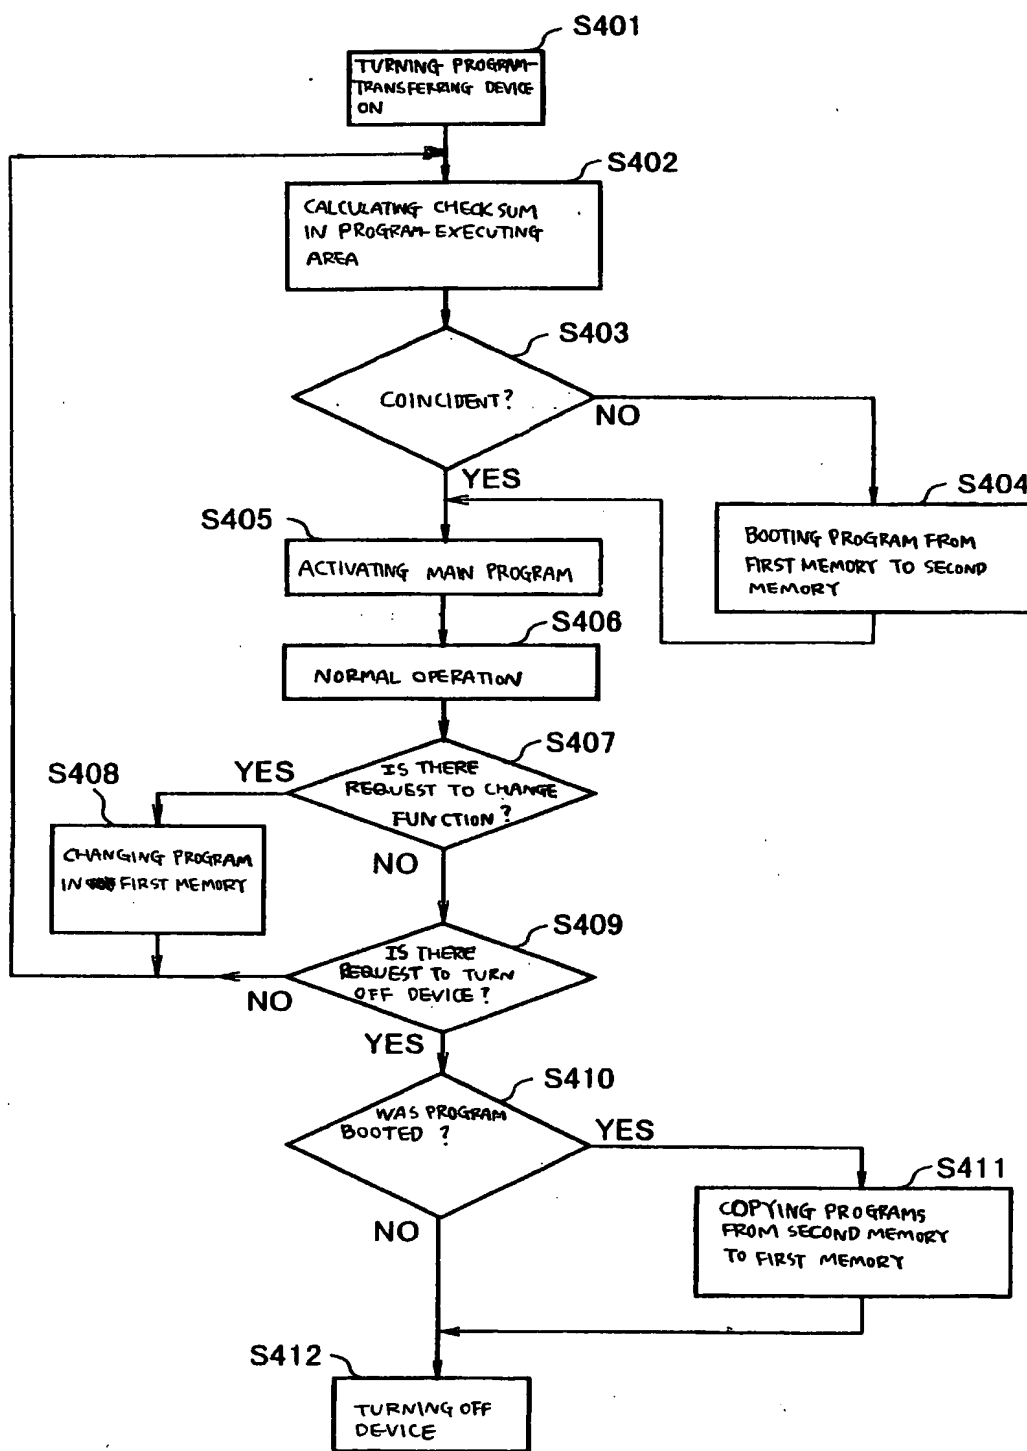 S401
TURNING PROGRAM-
TRANSFERRING DEVICE
ON
S402
CALCULATING CHECK SUM
IN PROGRAM-EXECUTING
AREA
S403
COINCIDENT?
NO
YES
S404
BOOTING PROGRAM FROM
FIRST MEMORY TO SECOND
MEMORY
S405
ACTIVATING MAIN PROGRAM
S406
NORMAL OPERATION
S407
IS THERE
REQUEST TO CHANGE
FUNCTION?
YES
NO
S408
CHANGING PROGRAM
IN FIRST MEMORY
S409
IS THERE
REQUEST TO TURN
OFF DEVICE?
NO
YES
S410
WAS PROGRAM
BOOTED?
YES
NO
S411
COPYING PROGRAMS
FROM SECOND MEMORY
TO FIRST MEMORY
S412
TURNING OFF
DEVICE